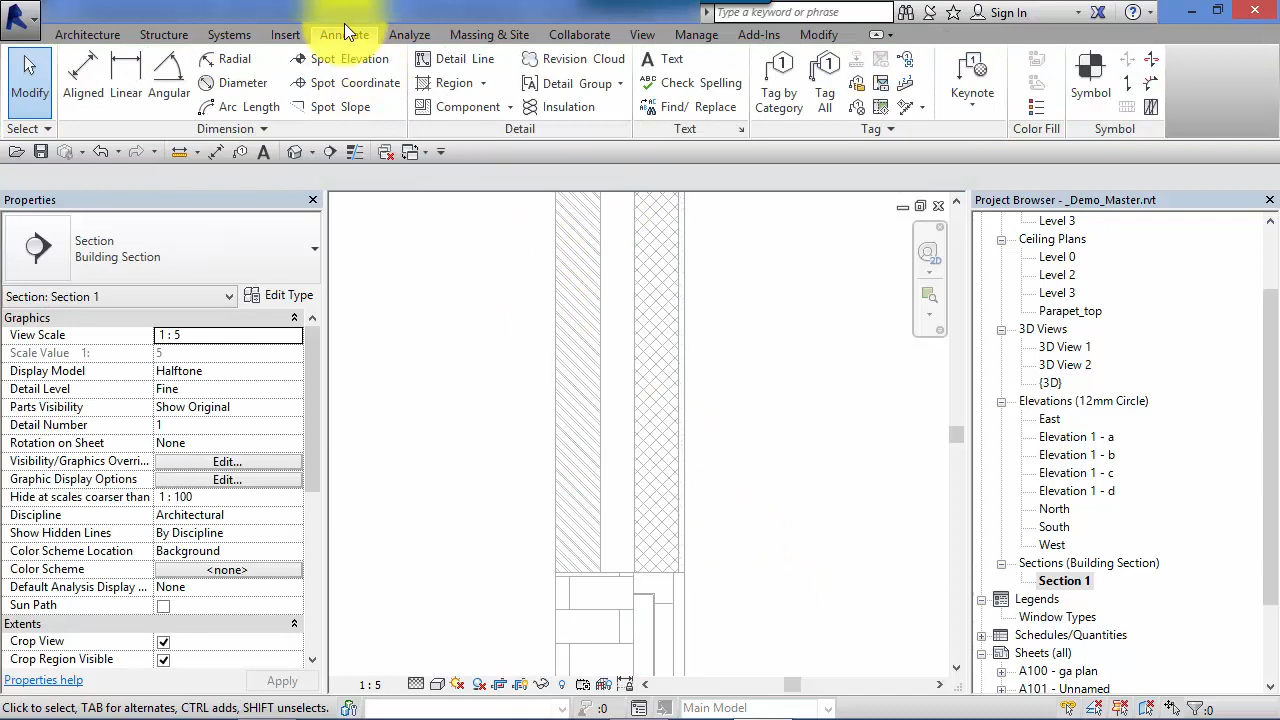 Type a keyword or phrase
Sign In
Architecture Structure Systems Insert Annotate Analyze Massing & Site Collaborate View Manage Add-Ins Modify
Modify
Select
Aligned Linear Angular
Radial
Diameter
Arc Length
Spot Elevation
Spot Coordinate
Spot Slope
Dimension
Detail Line
Region
Component
Revision Cloud
Detail Group
Insulation
Detail
Text
Check Spelling
Find/ Replace
Text
Tag by Category
Tag All
Tag
Keynote
Color Fill
Symbol
Symbol
Properties
Section
Building Section
Section: Section 1
Edit Type
Graphics
View Scale 1 : 5
Scale Value 1: 5
Display Model Halftone
Detail Level Fine
Parts Visibility Show Original
Detail Number 1
Rotation on Sheet None
Visibility/Graphics Overri... Edit...
Graphic Display Options Edit...
Hide at scales coarser than 1 : 100
Discipline Architectural
Show Hidden Lines By Discipline
Color Scheme Location Background
Color Scheme <none>
Default Analysis Display ... None
Sun Path
Extents
Crop View
Crop Region Visible
Properties help
Apply
2D
1 : 5
Project Browser - _Demo_Master.rvt
Level 3
Ceiling Plans
Level 0
Level 2
Level 3
Parapet_top
3D Views
3D View 1
3D View 2
{3D}
Elevations (12mm Circle)
East
Elevation 1 - a
Elevation 1 - b
Elevation 1 - c
Elevation 1 - d
North
South
West
Sections (Building Section)
Section 1
Legends
Window Types
Schedules/Quantities
Sheets (all)
A100 - ga plan
A101 - Unnamed
Click to select, TAB for alternates, CTRL adds, SHIFT unselects.
:0
Main Model
:0